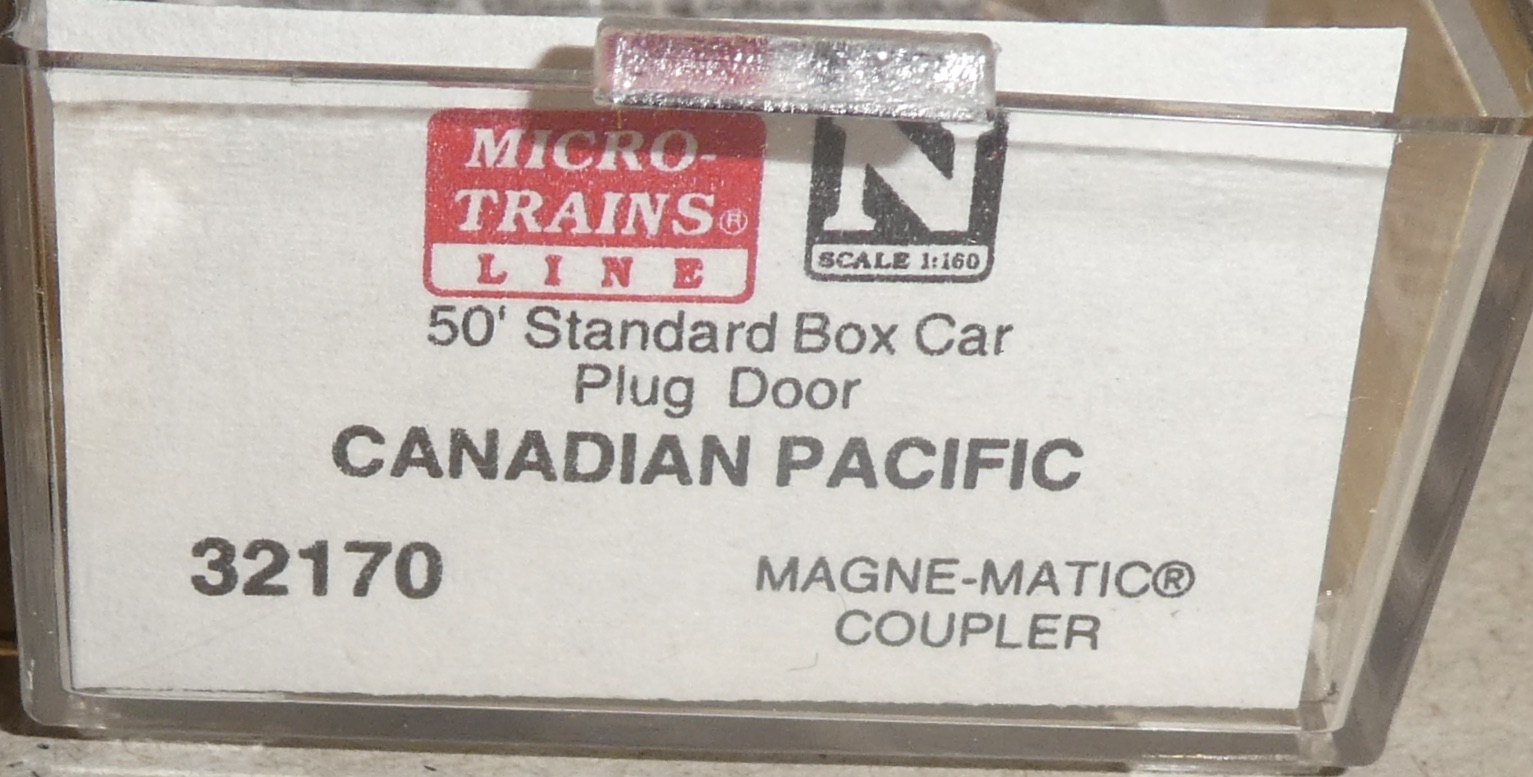 MICRO-
TRAINS®
LINE
N
SCALE 1:160
50' Standard Box Car
Plug Door
CANADIAN PACIFIC
32170
MAGNE-MATIC®
COUPLER